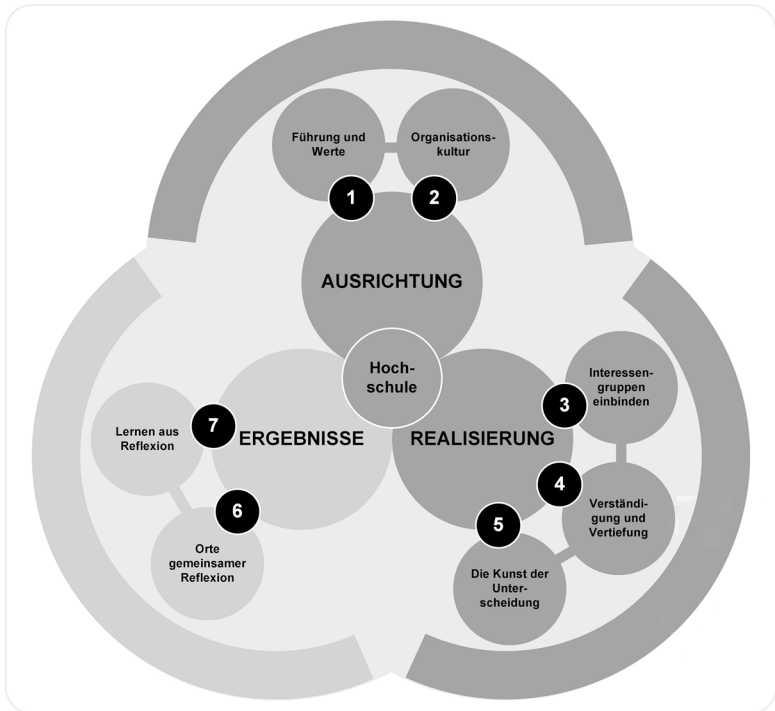 Führung und
Werte
Organisations-
kultur
1
2
AUSRICHTUNG
Hoch-
schule
Interessen-
gruppen
einbinden
3
Lernen aus
Reflexion
7
ERGEBNISSE
REALISIERUNG
4
Verständi-
gung und
Vertiefung
6
5
Orte
gemeinsamer
Reflexion
Die Kunst der
Unter-
scheidung